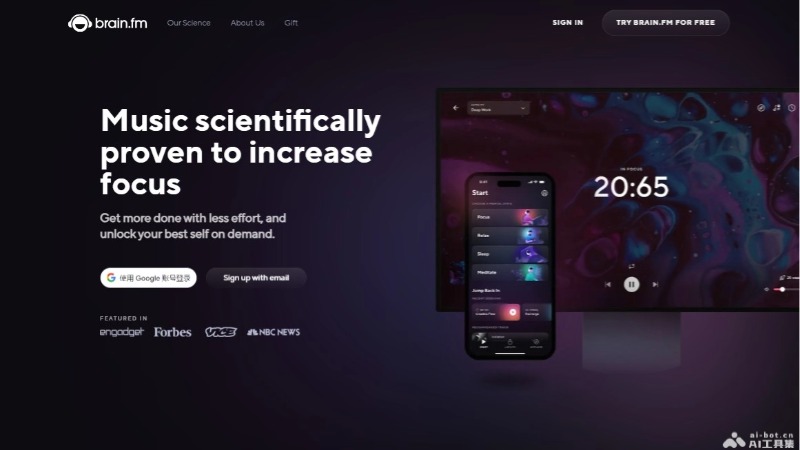 brain.fm
Our Science
About Us
Gift
SIGN IN
TRY BRAIN.FM FOR FREE
Music scientifically
proven to increase
focus
Get more done with less effort, and
unlock your best self on demand.
使用 Google 账号登录
Sign up with email
FEATURED IN
engadget
Forbes
VICE
NBC NEWS
Deep Work
IN FOCUS
20:65
Start
Focus
Relax
Sleep
Meditate
Jump Back In
ai-bot.cn
AI工具集